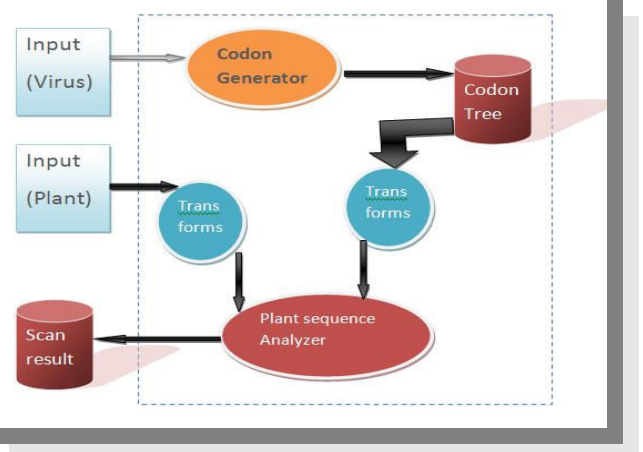 Input
(Virus)
Codon
Generator
Codon
Tree
Input
(Plant)
Trans
forms
Trans
forms
Plant sequence
Analyzer
Scan
result